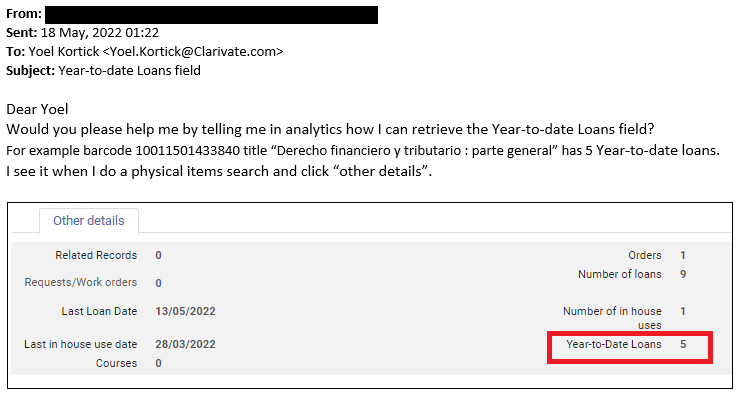 From:
Sent: 18 May, 2022 01:22
To: Yoel Kortick <Yoel.Kortick@Clarivate.com>
Subject: Year-to-date Loans field
Dear Yoel
Would you please help me by telling me in analytics how I can retrieve the Year-to-date Loans field?
For example barcode 10011501433840 title “Derecho financiero y tributario : parte general” has 5 Year-to-date loans.
I see it when I do a physical items search and click “other details”.
Other details
Related Records 0 Orders 1
Requests/Work orders 0 Number of loans 9
Last Loan Date 13/05/2022 Number of in house uses 1
Last in house use date 28/03/2022 Year-to-Date Loans 5
Courses 0